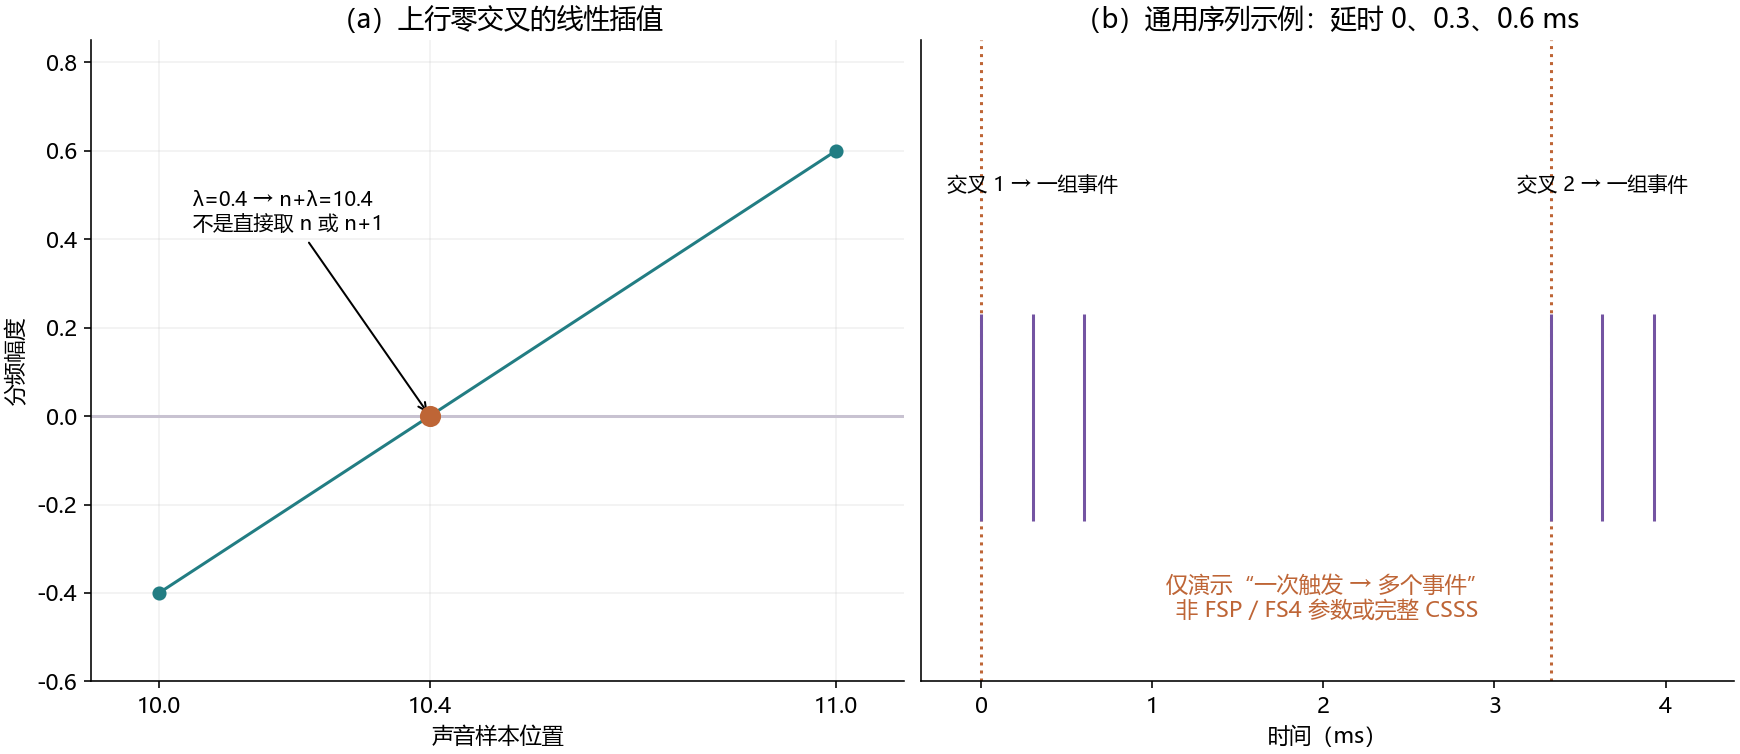 （a）上行零交叉的线性插值
0.8
0.6
0.4
0.2
0.0
-0.2
-0.4
-0.6
分频幅度
λ=0.4 → n+λ=10.4
不是直接取 n 或 n+1
10.0
10.4
11.0
声音样本位置
（b）通用序列示例：延时 0、0.3、0.6 ms
交叉 1 → 一组事件
交叉 2 → 一组事件
仅演示“一次触发 → 多个事件”
非 FSP / FS4 参数或完整 CSSS
0
1
2
3
4
时间（ms）